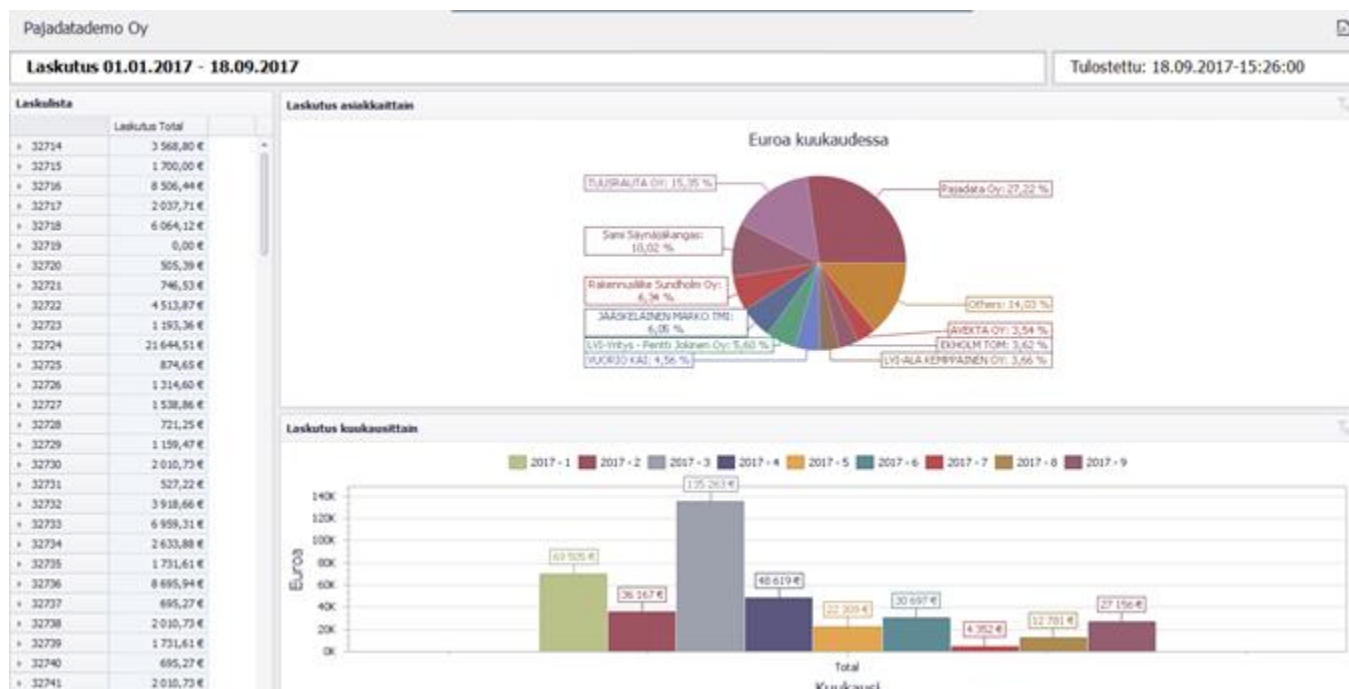 Pajadatademo Oy
Laskutus 01.01.2017 - 18.09.2017
Tulostettu: 18.09.2017-15:26:00
Laskulista
Laskutus Total
32714 3 568,80 €
32715 1 700,00 €
32716 8 506,44 €
32717 2 037,71 €
32718 6 064,12 €
32719 0,00 €
32720 505,39 €
32721 746,53 €
32722 4 513,87 €
32723 1 193,36 €
32724 21 644,51 €
32725 874,65 €
32726 1 314,60 €
32727 1 538,86 €
32728 721,25 €
32729 1 159,47 €
32730 2 010,73 €
32731 527,22 €
32732 3 918,66 €
32733 6 959,31 €
32734 2 633,88 €
32735 1 731,61 €
32736 8 695,94 €
32737 695,27 €
32738 2 010,73 €
32739 1 731,61 €
32740 695,27 €
32741 2 010,73 €
Laskutus asiakkaittain
Euroa kuukaudessa
TUUSRAUTA OY: 15,35 %
Pajadata Oy: 27,22 %
Sami Säynäjäkangas:
10,02 %
Rakennusliike Sundholm Oy:
6,34 %
JÄÄSKELÄINEN MARKO TMI:
6,05 %
LVI-Yritys - Pentti Jokinen Oy: 5,60 %
VUORIO KAI: 4,56 %
Others: 14,03 %
AVEKTA OY: 3,54 %
EKHOLM TOM: 3,62 %
LVI-ALA KEMPPAINEN OY: 3,66 %
Laskutus kuukausittain
2017 - 1 2017 - 2 2017 - 3 2017 - 4 2017 - 5 2017 - 6 2017 - 7 2017 - 8 2017 - 9
140K
120K
100K
80K
60K
40K
20K
0K
Euroa
135 263 €
36 167 €
48 619 €
30 697 €
4 352 €
12 781 €
27 156 €
Total
Kuukausi